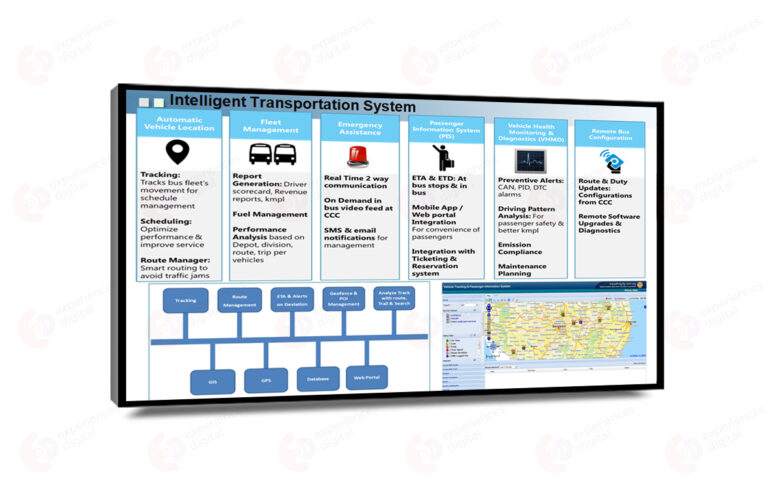 Intelligent Transportation System
Automatic
Vehicle Location
Tracking:
Tracks bus fleet's
movement for
schedule
management
Scheduling:
Optimize
performance &
improve service
Route Manager:
Smart routing to
avoid traffic jams
Fleet
Management
Report
Generation: Driver
scorecard, Revenue
reports, kmpl
Fuel Management
Performance
Analysis based on
Depot, division,
route, trip per
vehicles
Emergency
Assistance
Real Time 2 way
communication
On Demand in
bus video feed at
CCC
SMS & email
notifications for
management
Passenger
Information System
(PIS)
ETA & ETD: At
bus stops & in
bus
Mobile App /
Web portal
Integration
For convenience of
passengers
Integration with
Ticketing &
Reservation
system
Vehicle Health
Monitoring &
Diagnostics (VHMD)
Preventive Alerts:
CAN, PID, DTC
alarms
Driving Pattern
Analysis: For
passenger safety &
better kmpl
Emission
Compliance
Maintenance
Planning
Remote Bus
Configuration
Route & Duty
Updates:
Configurations
from CCC
Remote Software
Upgrades &
Diagnostics
Tracking
Route
Management
ETA & Alerts
on Deviation
Geofence &
POI
Management
Analyze Track
with route,
Trail & Search
GIS
GPS
Database
Web Portal
Vehicle Tracking & Passenger Information System
experiences
digital